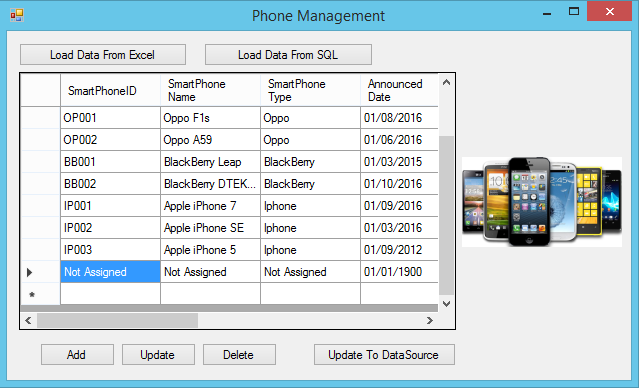 Phone Management
Load Data From Excel Load Data From SQL
SmartPhoneID SmartPhone Name SmartPhone Type Announced Date
OP001 Oppo F1s Oppo 01/08/2016
OP002 Oppo A59 Oppo 01/06/2016
BB001 BlackBerry Leap BlackBerry 01/03/2015
BB002 BlackBerry DTEK... BlackBerry 01/10/2016
IP001 Apple iPhone 7 Iphone 01/09/2016
IP002 Apple iPhone SE Iphone 01/03/2016
IP003 Apple iPhone 5 Iphone 01/09/2012
Not Assigned Not Assigned Not Assigned 01/01/1900
Add Update Delete Update To DataSource